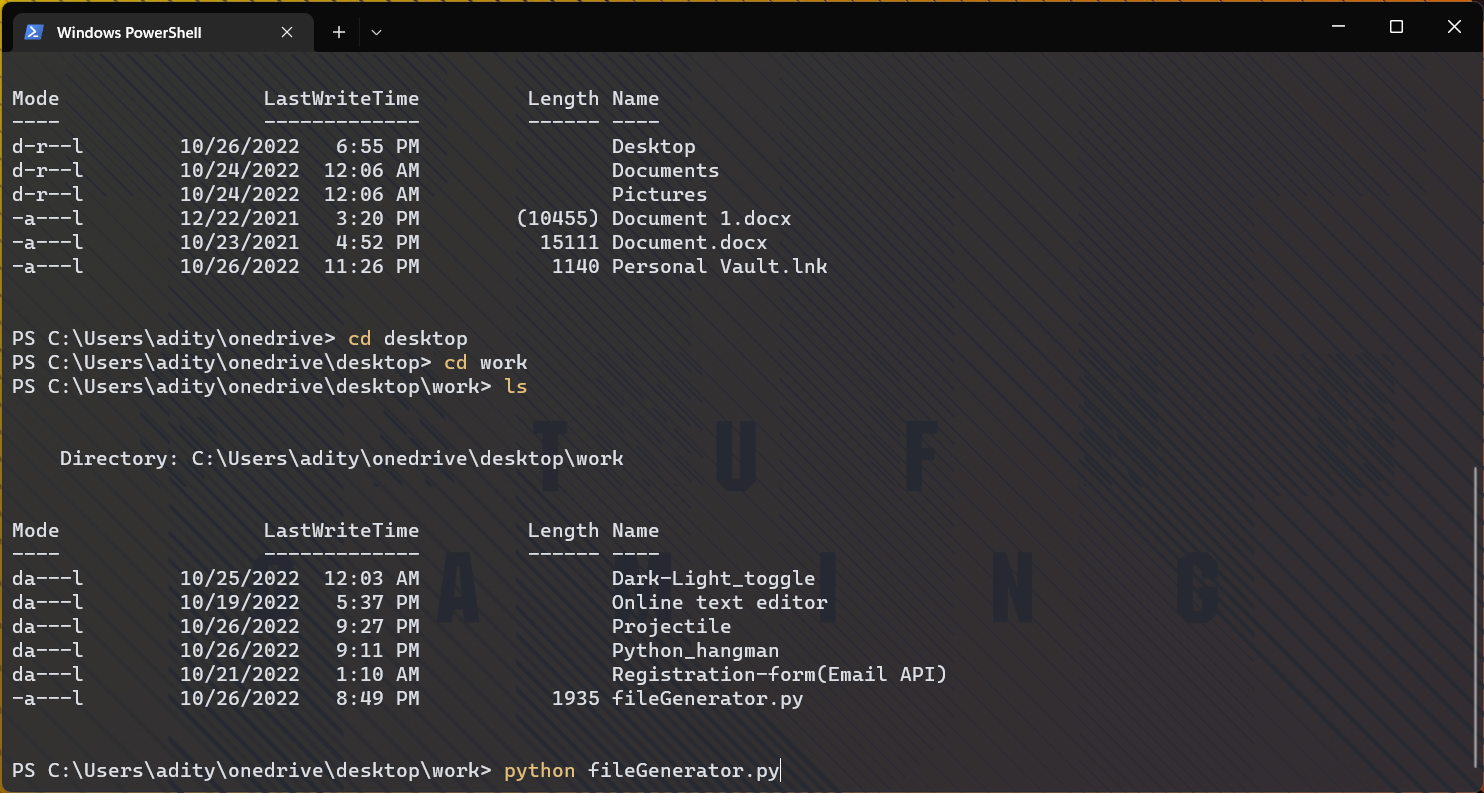 Windows PowerShell
Mode                 LastWriteTime         Length Name
----                 -------------         ------ ----
d-r--l        10/26/2022   6:55 PM                Desktop
d-r--l        10/24/2022  12:06 AM                Documents
d-r--l        10/24/2022  12:06 AM                Pictures
-a---l        12/22/2021   3:20 PM        (10455) Document 1.docx
-a---l        10/23/2021   4:52 PM          15111 Document.docx
-a---l        10/26/2022  11:26 PM           1140 Personal Vault.lnk
PS C:\Users\adity\onedrive> cd desktop
PS C:\Users\adity\onedrive\desktop> cd work
PS C:\Users\adity\onedrive\desktop\work> ls
T U F
    Directory: C:\Users\adity\onedrive\desktop\work
Mode                 LastWriteTime         Length Name
----                 -------------         ------ ----
G A M I N G
da---l        10/25/2022  12:03 AM                Dark-Light_toggle
da---l        10/19/2022   5:37 PM                Online text editor
da---l        10/26/2022   9:27 PM                Projectile
da---l        10/26/2022   9:11 PM                Python_hangman
da---l        10/21/2022   1:10 AM                Registration-form(Email API)
-a---l        10/26/2022   8:49 PM           1935 fileGenerator.py
PS C:\Users\adity\onedrive\desktop\work> python fileGenerator.py